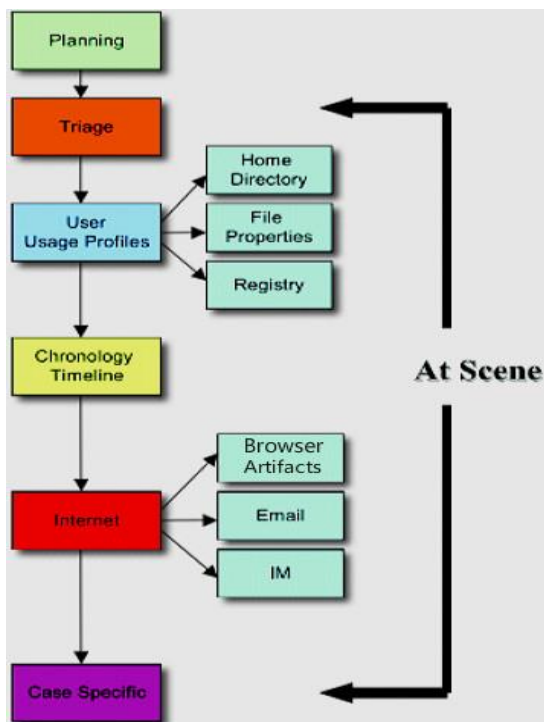 Planning
Triage
Home
Directory
User
Usage Profiles
File
Properties
Registry
Chronology
Timeline
At Scene
Browser
Artifacts
Internet
Email
IM
Case Specific